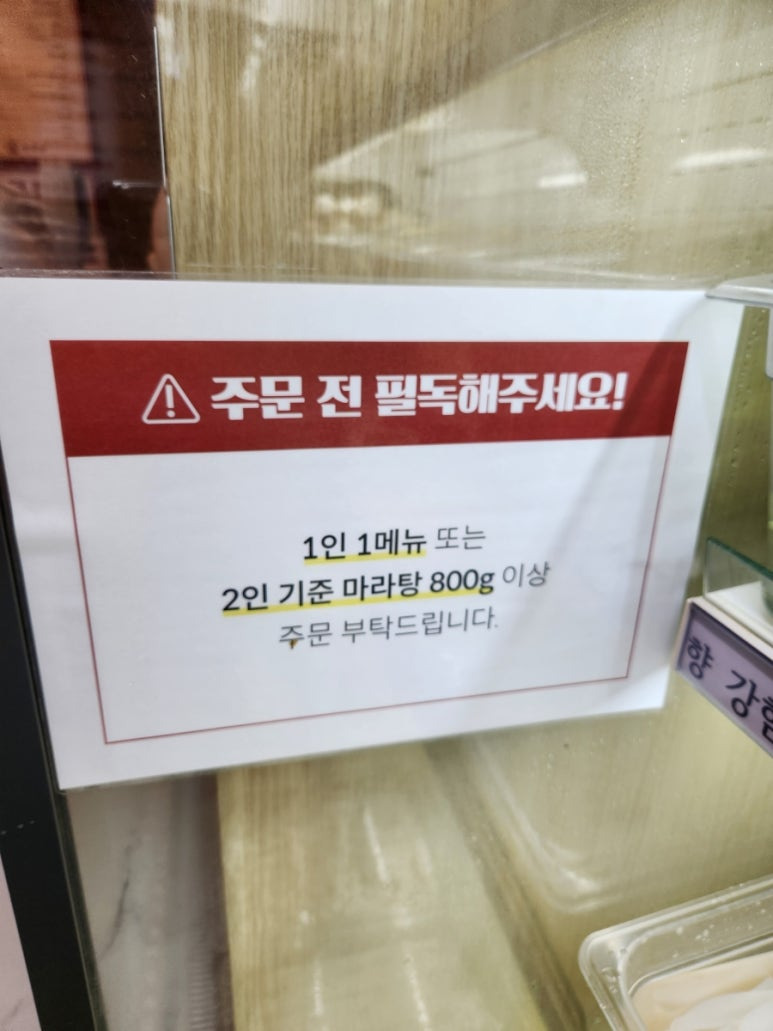 주문 전 필독해주세요!
1인 1메뉴 또는
2인 기준 마라탕 800g 이상
주문 부탁드립니다.
향 강함